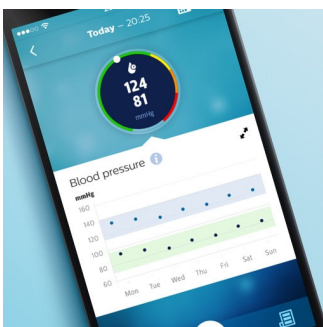 Today – 20:25
124
81
mmHg
Blood pressure
mmHg
160
140
120
100
80
60
Mon Tue Wed Thu Fri Sat Sun